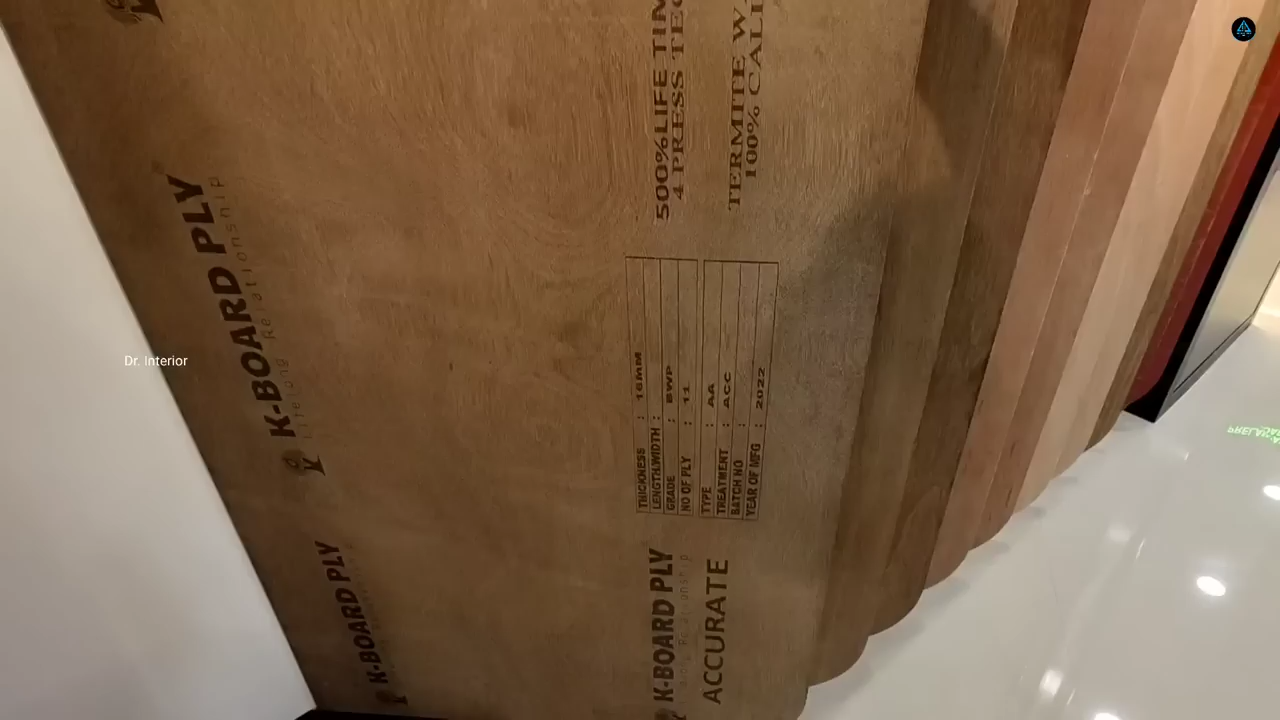 K-BOARD PLY
Lifelong Relationship
K-BOARD PLY
500% LIFE TIM
4 PRESS TEC
TERMITE W
100% CALI
THICKNESS : 16MM
LENGTH/WIDTH :
GRADE : BWP
NO OF PLY : 11
TYPE : AA
TREATMENT : ACC
BATCH NO :
YEAR OF MFG : 2022
K-BOARD PLY
ACCURATE
Dr. Interior